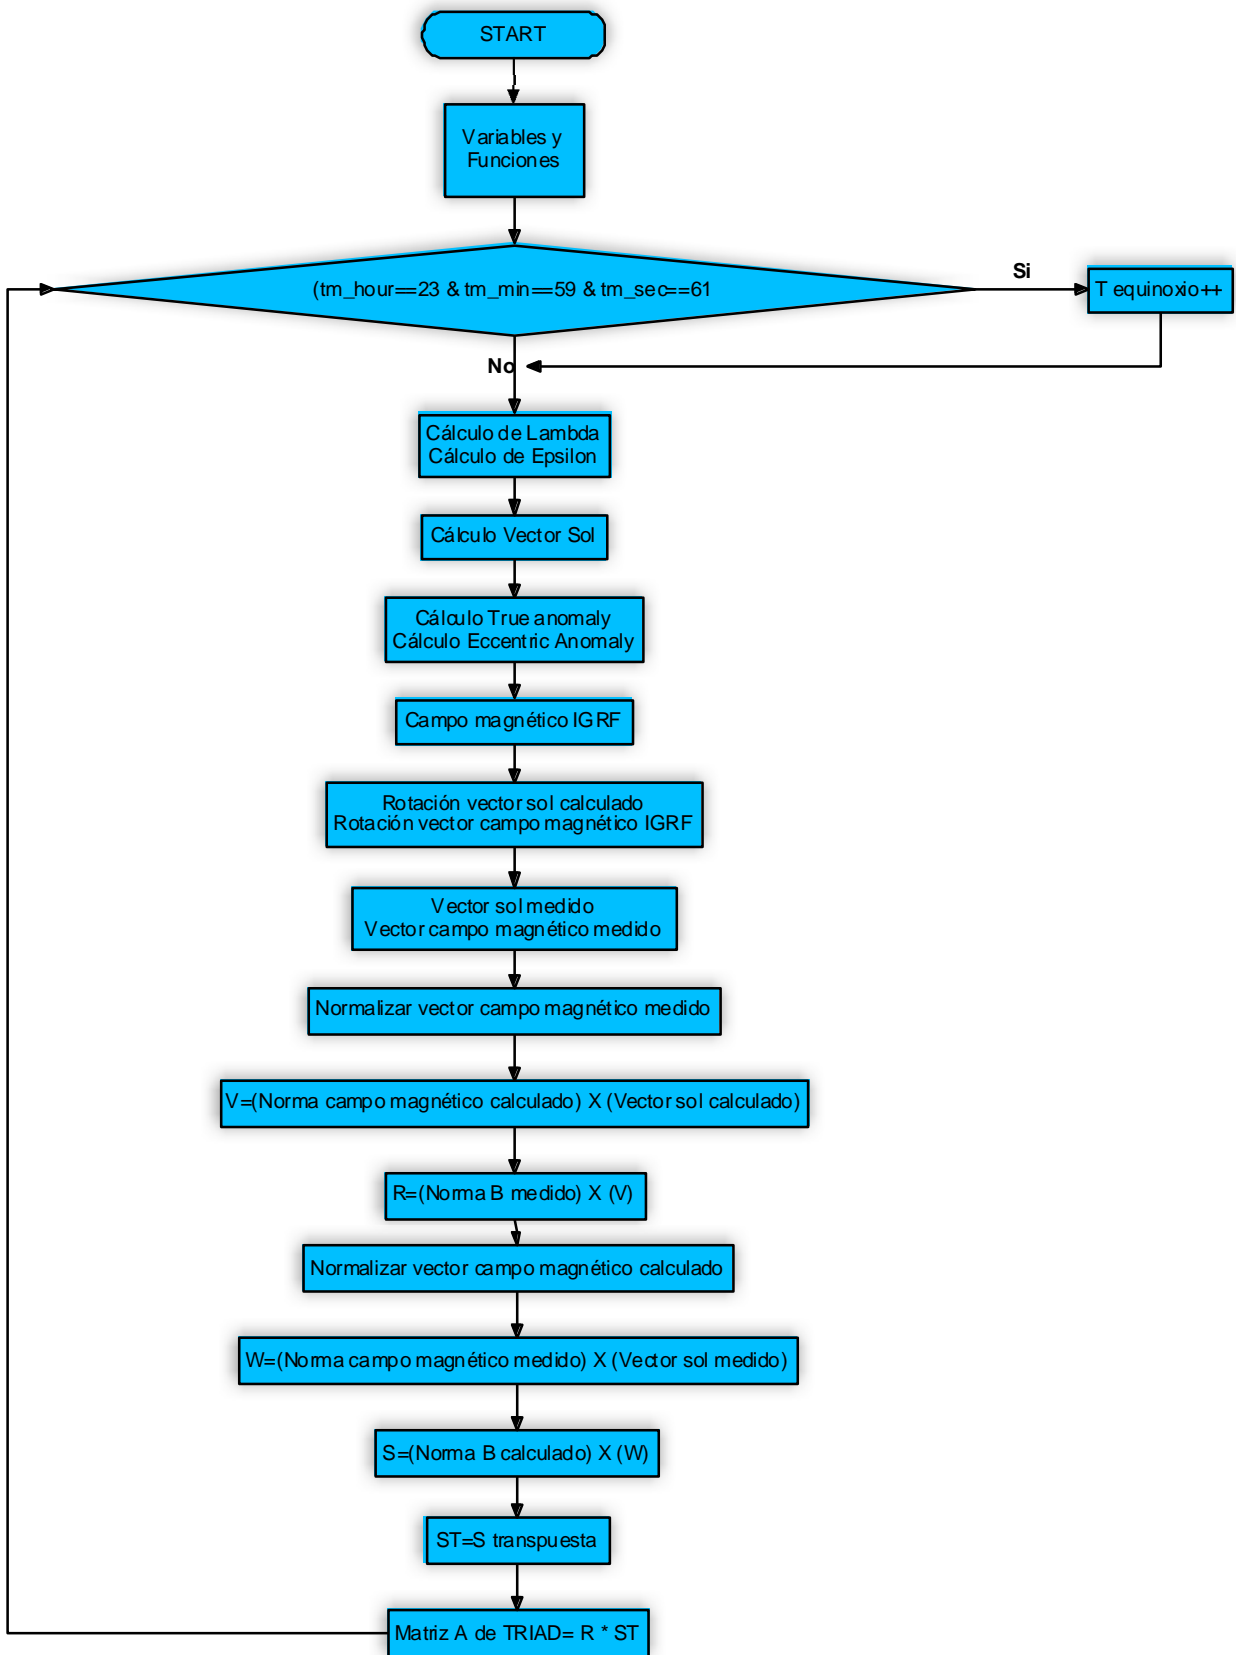 START
Variables y
Funciones
(tm_hour==23 & tm_min==59 & tm_sec==61
Si
T equinoxio++
No
Cálculo de Lambda
Cálculo de Epsilon
Cálculo Vector Sol
Cálculo True anomaly
Cálculo Eccentric Anomaly
Campo magnético IGRF
Rotación vector sol calculado
Rotación vector campo magnético IGRF
Vector sol medido
Vector campo magnético medido
Normalizar vector campo magnético medido
V=(Norma campo magnético calculado) X (Vector sol calculado)
R=(Norma B medido) X (V)
Normalizar vector campo magnético calculado
W=(Norma campo magnético medido) X (Vector sol medido)
S=(Norma B calculado) X (W)
ST=S transpuesta
Matriz A de TRIAD= R * ST